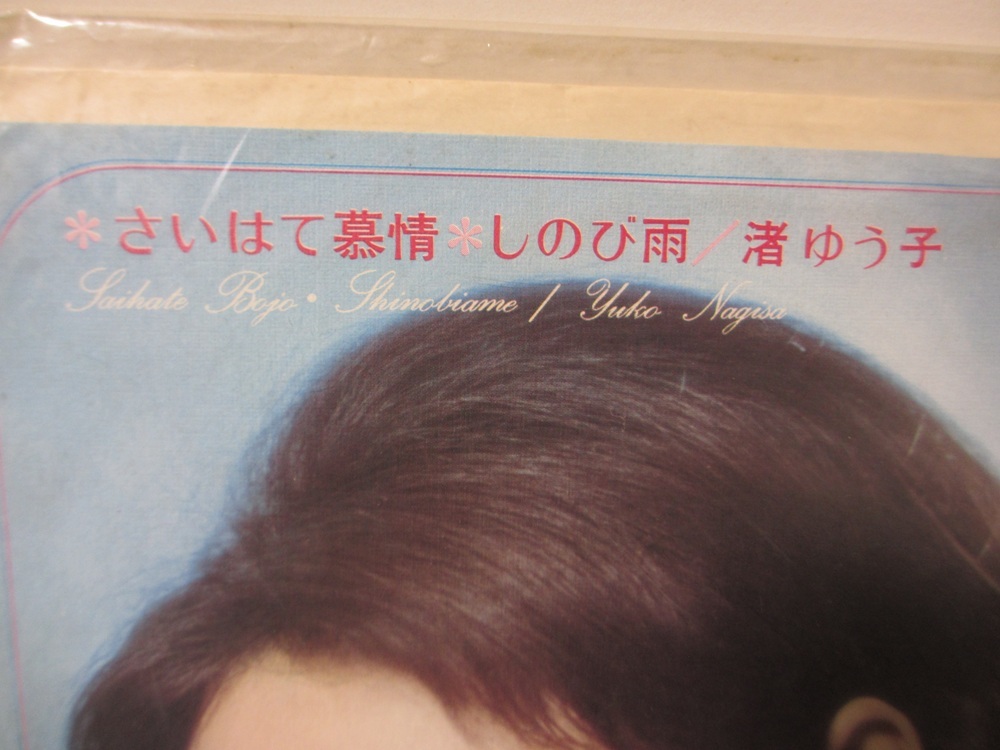 *さいはて慕情*しのび雨/渚ゆう子
Saihate Bojo・Shinobiame / Yuko Nagisa